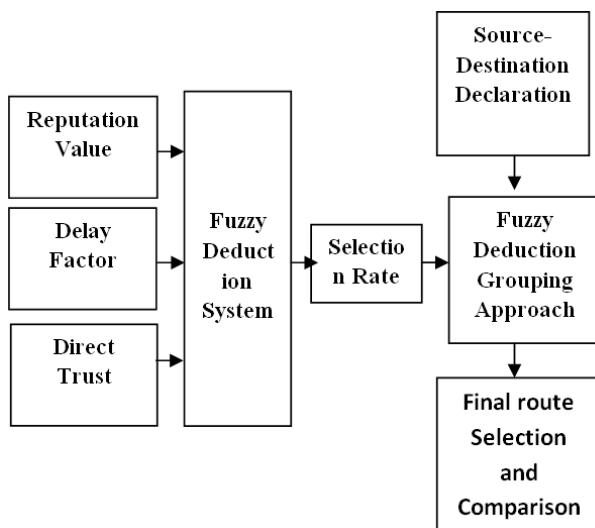 Source-
Destination
Declaration
Reputation
Value
Delay
Factor
Direct
Trust
Fuzzy
Deduct
ion
System
Selectio
n Rate
Fuzzy
Deduction
Grouping
Approach
Final route
Selection
and
Comparison